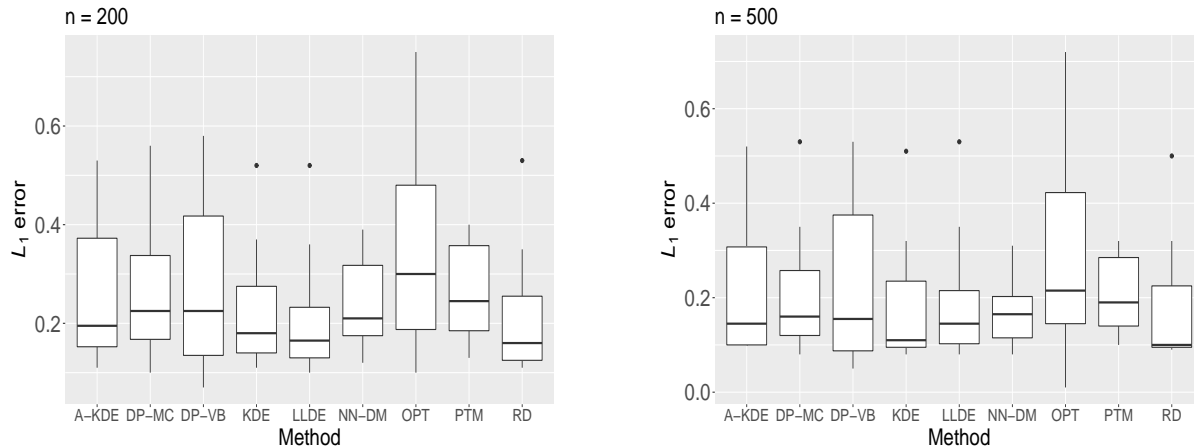 n = 200
0.6
0.4
0.2
L₁ error
A−KDE DP−MC DP−VB KDE LLDE NN−DM OPT PTM RD
Method
n = 500
0.6
0.4
0.2
0.0
L₁ error
A−KDE DP−MC DP−VB KDE LLDE NN−DM OPT PTM RD
Method